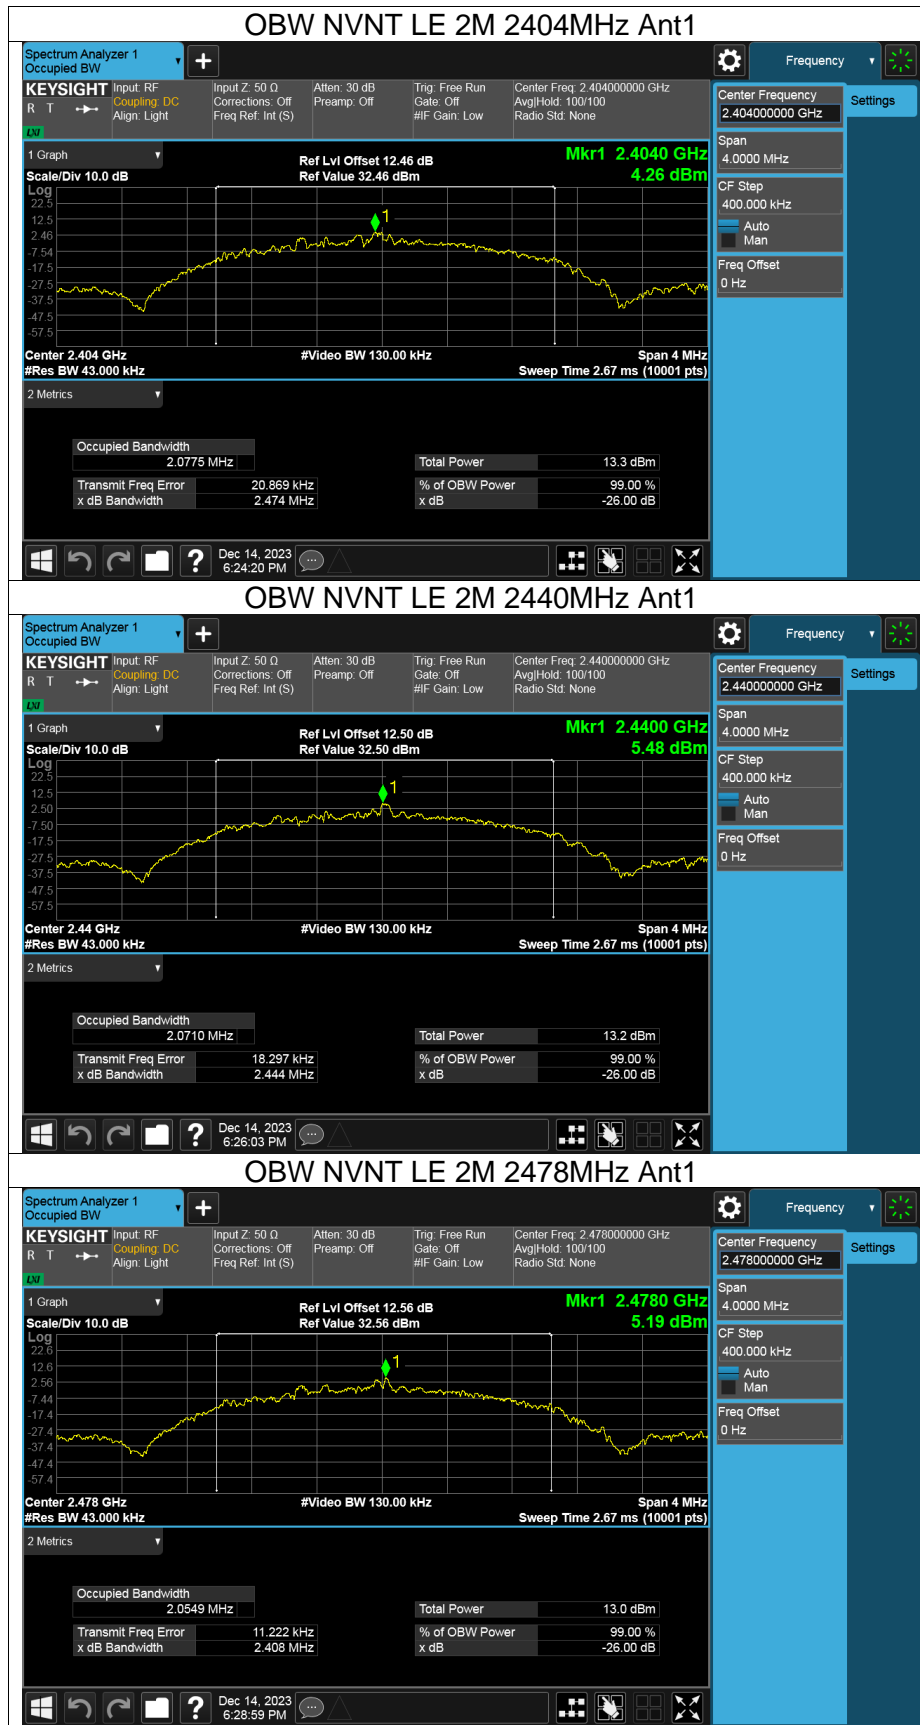 OBW NVNT LE 2M 2404MHz Ant1
Spectrum Analyzer 1
Occupied BW
+
Frequency
KEYSIGHT
R T
LXI
Input: RF
Coupling: DC
Align: Light
Input Z: 50 Ω
Corrections: Off
Freq Ref: Int (S)
Atten: 30 dB
Preamp: Off
Trig: Free Run
Gate: Off
#IF Gain: Low
Center Freq: 2.404000000 GHz
Avg|Hold: 100/100
Radio Std: None
Center Frequency
2.404000000 GHz
Settings
Span
4.0000 MHz
CF Step
400.000 kHz
Auto
Man
Freq Offset
0 Hz
1 Graph
Ref Lvl Offset 12.46 dB
Mkr1 2.4040 GHz
Scale/Div 10.0 dB
Ref Value 32.46 dBm
4.26 dBm
Log
22.5
12.5
2.46
-7.54
-17.5
-27.5
-37.5
-47.5
-57.5
1
Center 2.404 GHz
#Video BW 130.00 kHz
Span 4 MHz
#Res BW 43.000 kHz
Sweep Time 2.67 ms (10001 pts)
2 Metrics
Occupied Bandwidth
2.0775 MHz
Total Power 13.3 dBm
Transmit Freq Error 20.869 kHz
% of OBW Power 99.00 %
x dB Bandwidth 2.474 MHz
x dB -26.00 dB
?
Dec 14, 2023
6:24:20 PM
OBW NVNT LE 2M 2440MHz Ant1
Spectrum Analyzer 1
Occupied BW
+
Frequency
KEYSIGHT
R T
LXI
Input: RF
Coupling: DC
Align: Light
Input Z: 50 Ω
Corrections: Off
Freq Ref: Int (S)
Atten: 30 dB
Preamp: Off
Trig: Free Run
Gate: Off
#IF Gain: Low
Center Freq: 2.440000000 GHz
Avg|Hold: 100/100
Radio Std: None
Center Frequency
2.440000000 GHz
Settings
Span
4.0000 MHz
CF Step
400.000 kHz
Auto
Man
Freq Offset
0 Hz
1 Graph
Ref Lvl Offset 12.50 dB
Mkr1 2.4400 GHz
Scale/Div 10.0 dB
Ref Value 32.50 dBm
5.48 dBm
Log
22.5
12.5
2.50
-7.50
-17.5
-27.5
-37.5
-47.5
-57.5
1
Center 2.44 GHz
#Video BW 130.00 kHz
Span 4 MHz
#Res BW 43.000 kHz
Sweep Time 2.67 ms (10001 pts)
2 Metrics
Occupied Bandwidth
2.0710 MHz
Total Power 13.2 dBm
Transmit Freq Error 18.297 kHz
% of OBW Power 99.00 %
x dB Bandwidth 2.444 MHz
x dB -26.00 dB
?
Dec 14, 2023
6:26:03 PM
OBW NVNT LE 2M 2478MHz Ant1
Spectrum Analyzer 1
Occupied BW
+
Frequency
KEYSIGHT
R T
LXI
Input: RF
Coupling: DC
Align: Light
Input Z: 50 Ω
Corrections: Off
Freq Ref: Int (S)
Atten: 30 dB
Preamp: Off
Trig: Free Run
Gate: Off
#IF Gain: Low
Center Freq: 2.478000000 GHz
Avg|Hold: 100/100
Radio Std: None
Center Frequency
2.478000000 GHz
Settings
Span
4.0000 MHz
CF Step
400.000 kHz
Auto
Man
Freq Offset
0 Hz
1 Graph
Ref Lvl Offset 12.56 dB
Mkr1 2.4780 GHz
Scale/Div 10.0 dB
Ref Value 32.56 dBm
5.19 dBm
Log
22.6
12.6
2.56
-7.44
-17.4
-27.4
-37.4
-47.4
-57.4
1
Center 2.478 GHz
#Video BW 130.00 kHz
Span 4 MHz
#Res BW 43.000 kHz
Sweep Time 2.67 ms (10001 pts)
2 Metrics
Occupied Bandwidth
2.0549 MHz
Total Power 13.0 dBm
Transmit Freq Error 11.222 kHz
% of OBW Power 99.00 %
x dB Bandwidth 2.408 MHz
x dB -26.00 dB
?
Dec 14, 2023
6:28:59 PM